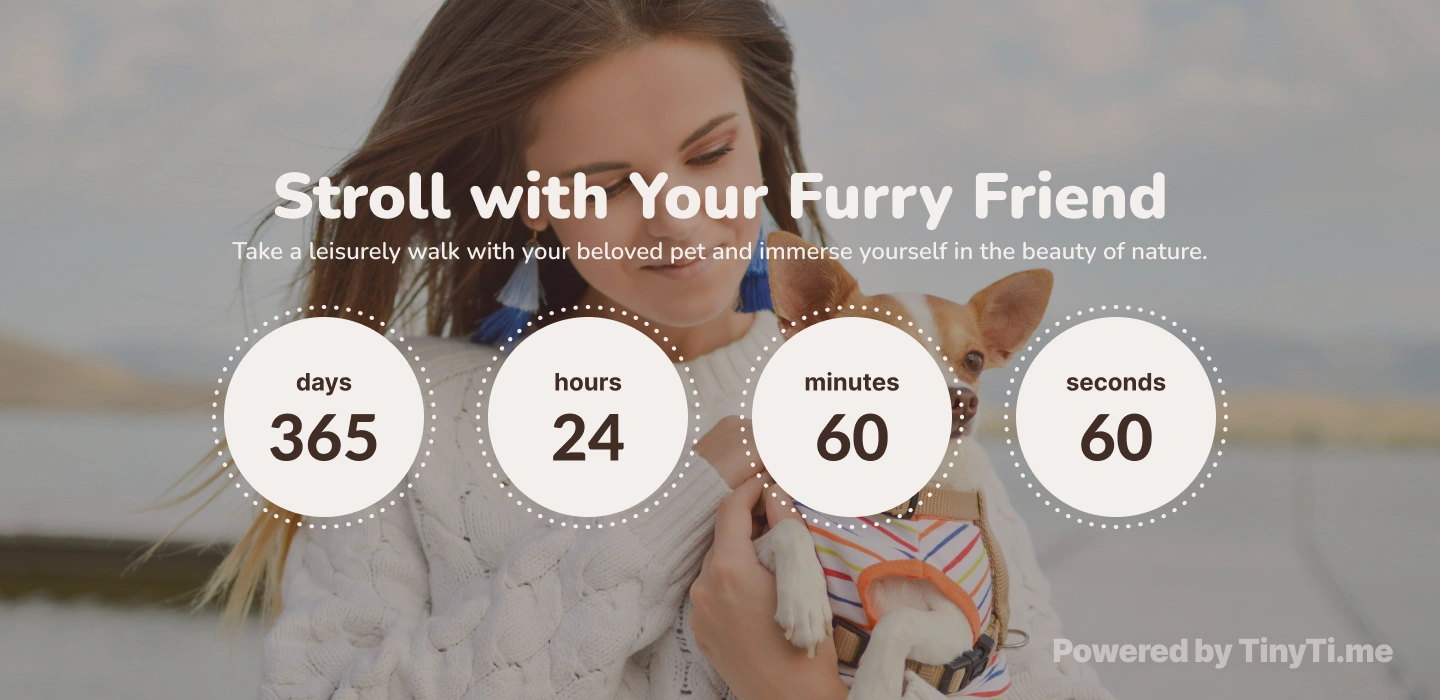 Stroll with Your Furry Friend
Take a leisurely walk with your beloved pet and immerse yourself in the beauty of nature.
days
365
hours
24
minutes
60
seconds
60
Powered by TinyTi.me